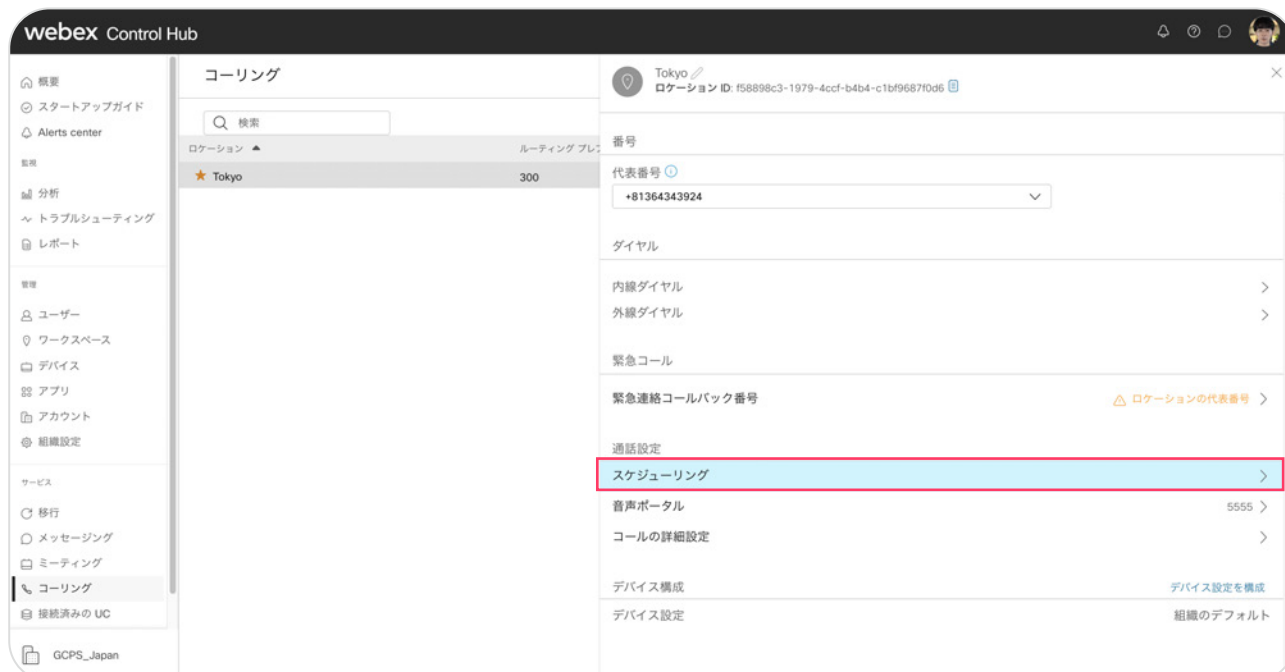 webex Control Hub
概要
スタートアップガイド
Alerts center
監視
分析
トラブルシューティング
レポート
管理
ユーザー
ワークスペース
デバイス
アプリ
アカウント
組織設定
サービス
移行
メッセージング
ミーティング
コーリング
接続済みの UC
GCPS_Japan
コーリング
検索
ロケーション ルーティング プレフ
Tokyo 300
Tokyo
ロケーション ID: f58898c3-1979-4ccf-b4b4-c1bf9687f0d6
番号
代表番号
+81364343924
ダイヤル
内線ダイヤル
外線ダイヤル
緊急コール
緊急連絡コールバック番号 ロケーションの代表番号
通話設定
スケジューリング
音声ポータル 5555
コールの詳細設定
デバイス構成 デバイス設定を構成
デバイス設定 組織のデフォルト